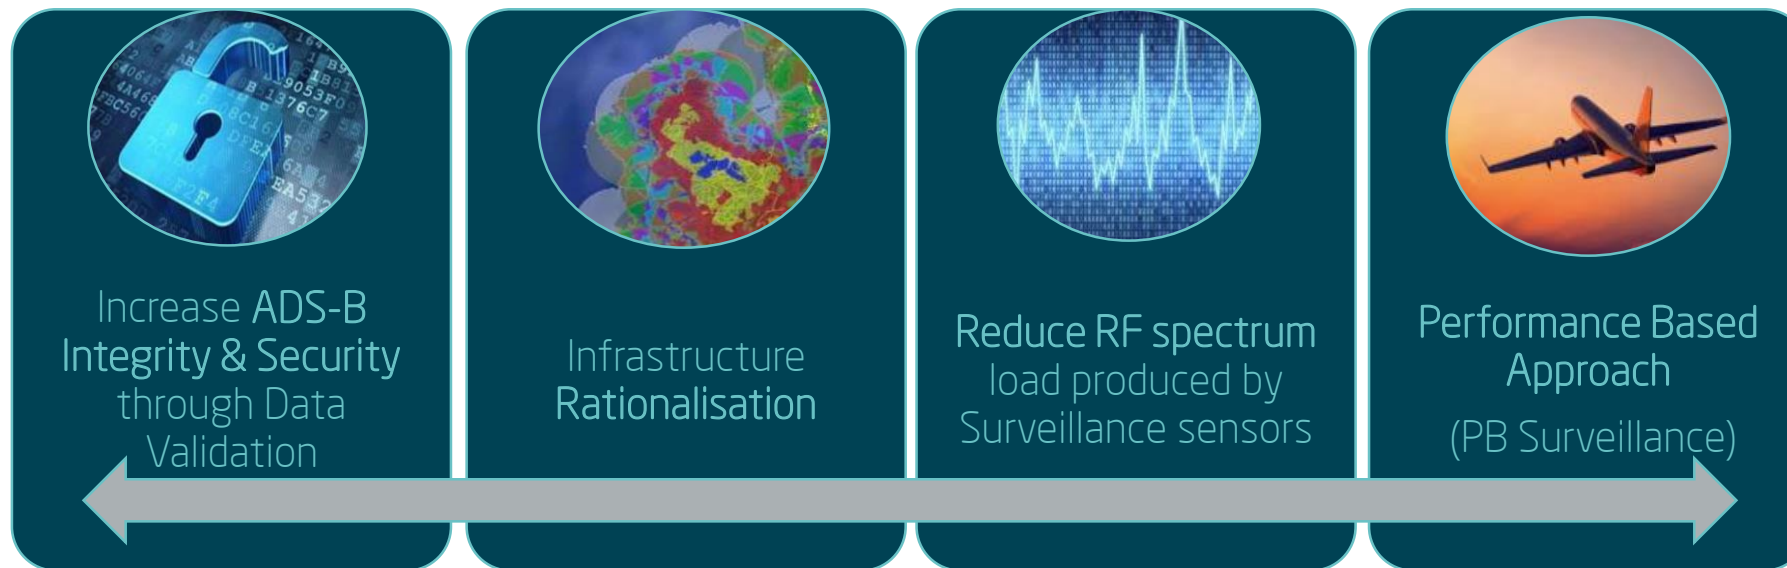 Increase ADS-B
Integrity & Security
through Data
Validation
Infrastructure
Rationalisation
Reduce RF spectrum
load produced by
Surveillance sensors
Performance Based
Approach
(PB Surveillance)